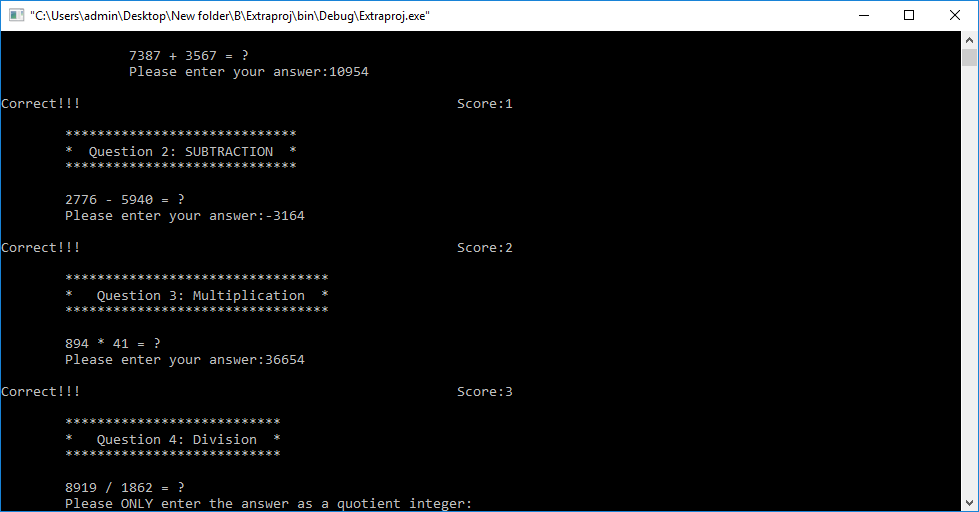 "C:\Users\admin\Desktop\New folder\B\Extraproj\bin\Debug\Extraproj.exe"
7387 + 3567 = ?
Please enter your answer:10954
Correct!!! Score:1
*****************************
*  Question 2: SUBTRACTION  *
*****************************
2776 - 5940 = ?
Please enter your answer:-3164
Correct!!! Score:2
*********************************
*   Question 3: Multiplication  *
*********************************
894 * 41 = ?
Please enter your answer:36654
Correct!!! Score:3
***************************
*   Question 4: Division  *
***************************
8919 / 1862 = ?
Please ONLY enter the answer as a quotient integer: